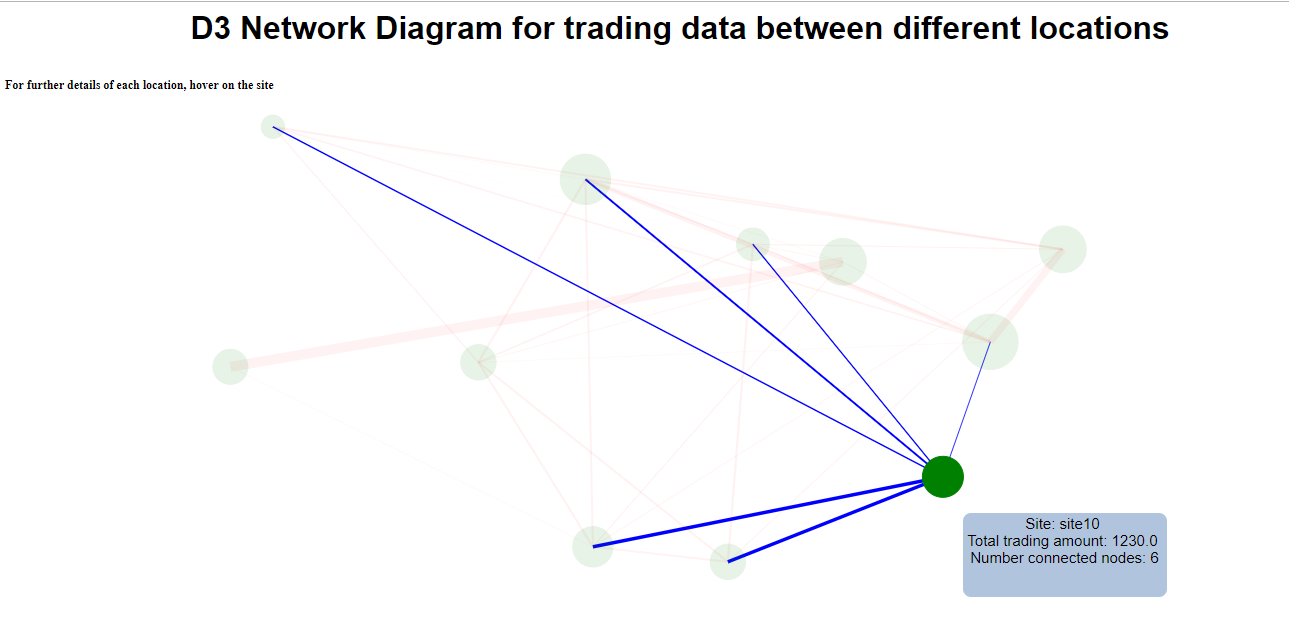 D3 Network Diagram for trading data between different locations
For further details of each location, hover on the site
Site: site10
Total trading amount: 1230.0
Number connected nodes: 6